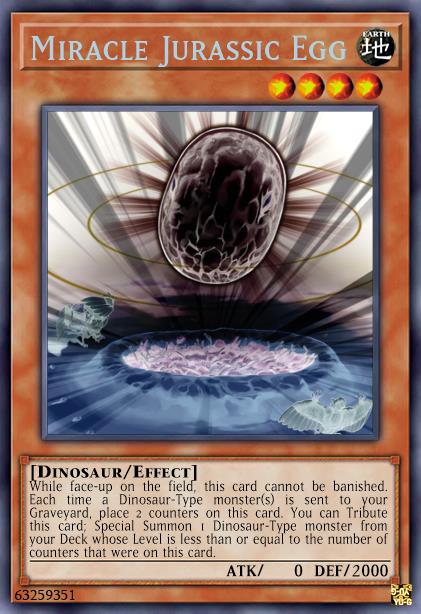 Miracle Jurassic Egg
EARTH
地
[Dinosaur/Effect]
While face-up on the field, this card cannot be banished.
Each time a Dinosaur-Type monster(s) is sent to your
Graveyard, place 2 counters on this card. You can Tribute
this card; Special Summon 1 Dinosaur-Type monster from
your Deck whose Level is less than or equal to the number of
counters that were on this card.
ATK/ 0 DEF/2000
63259351